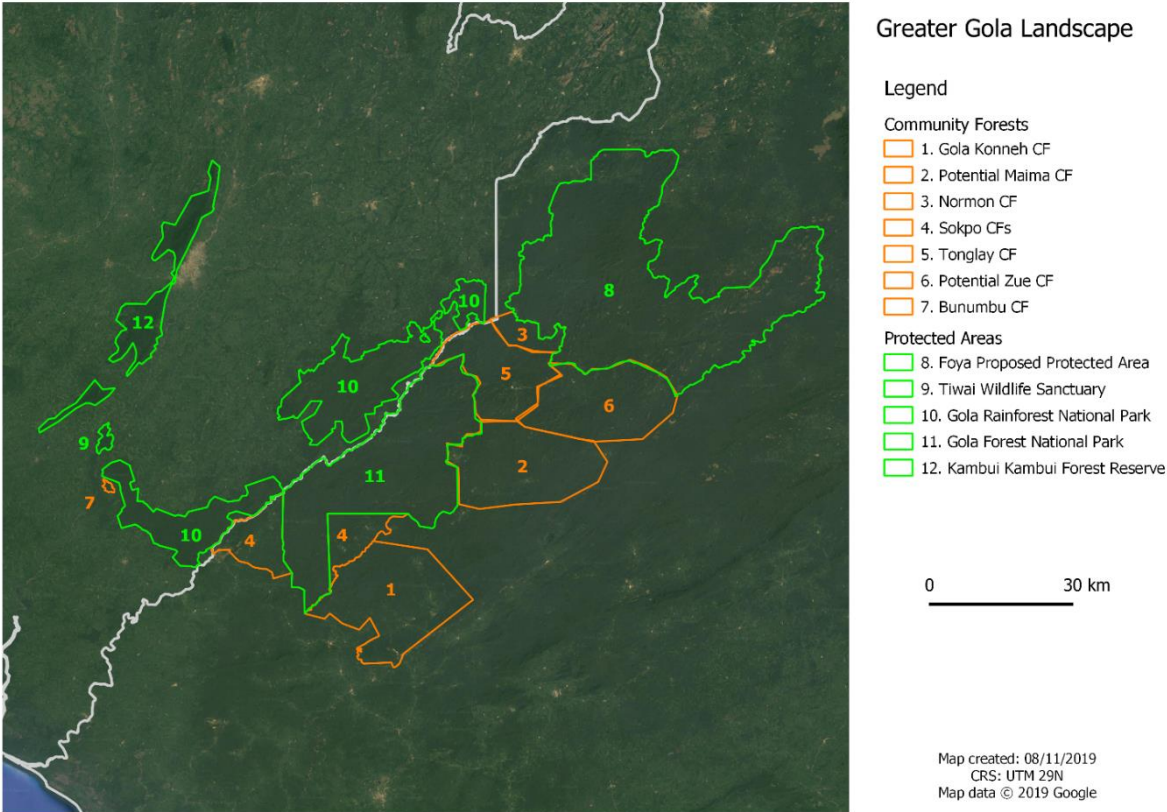 Greater Gola Landscape
Legend
Community Forests
1. Gola Konneh CF
2. Potential Maima CF
3. Normon CF
4. Sokpo CFs
5. Tonglay CF
6. Potential Zue CF
7. Bunumbu CF
Protected Areas
8. Foya Proposed Protected Area
9. Tiwai Wildlife Sanctuary
10. Gola Rainforest National Park
11. Gola Forest National Park
12. Kambui Kambui Forest Reserve
0 30 km
Map created: 08/11/2019
CRS: UTM 29N
Map data © 2019 Google
8
10
12
3
5
10
6
9
2
11
7
10
4
4
1